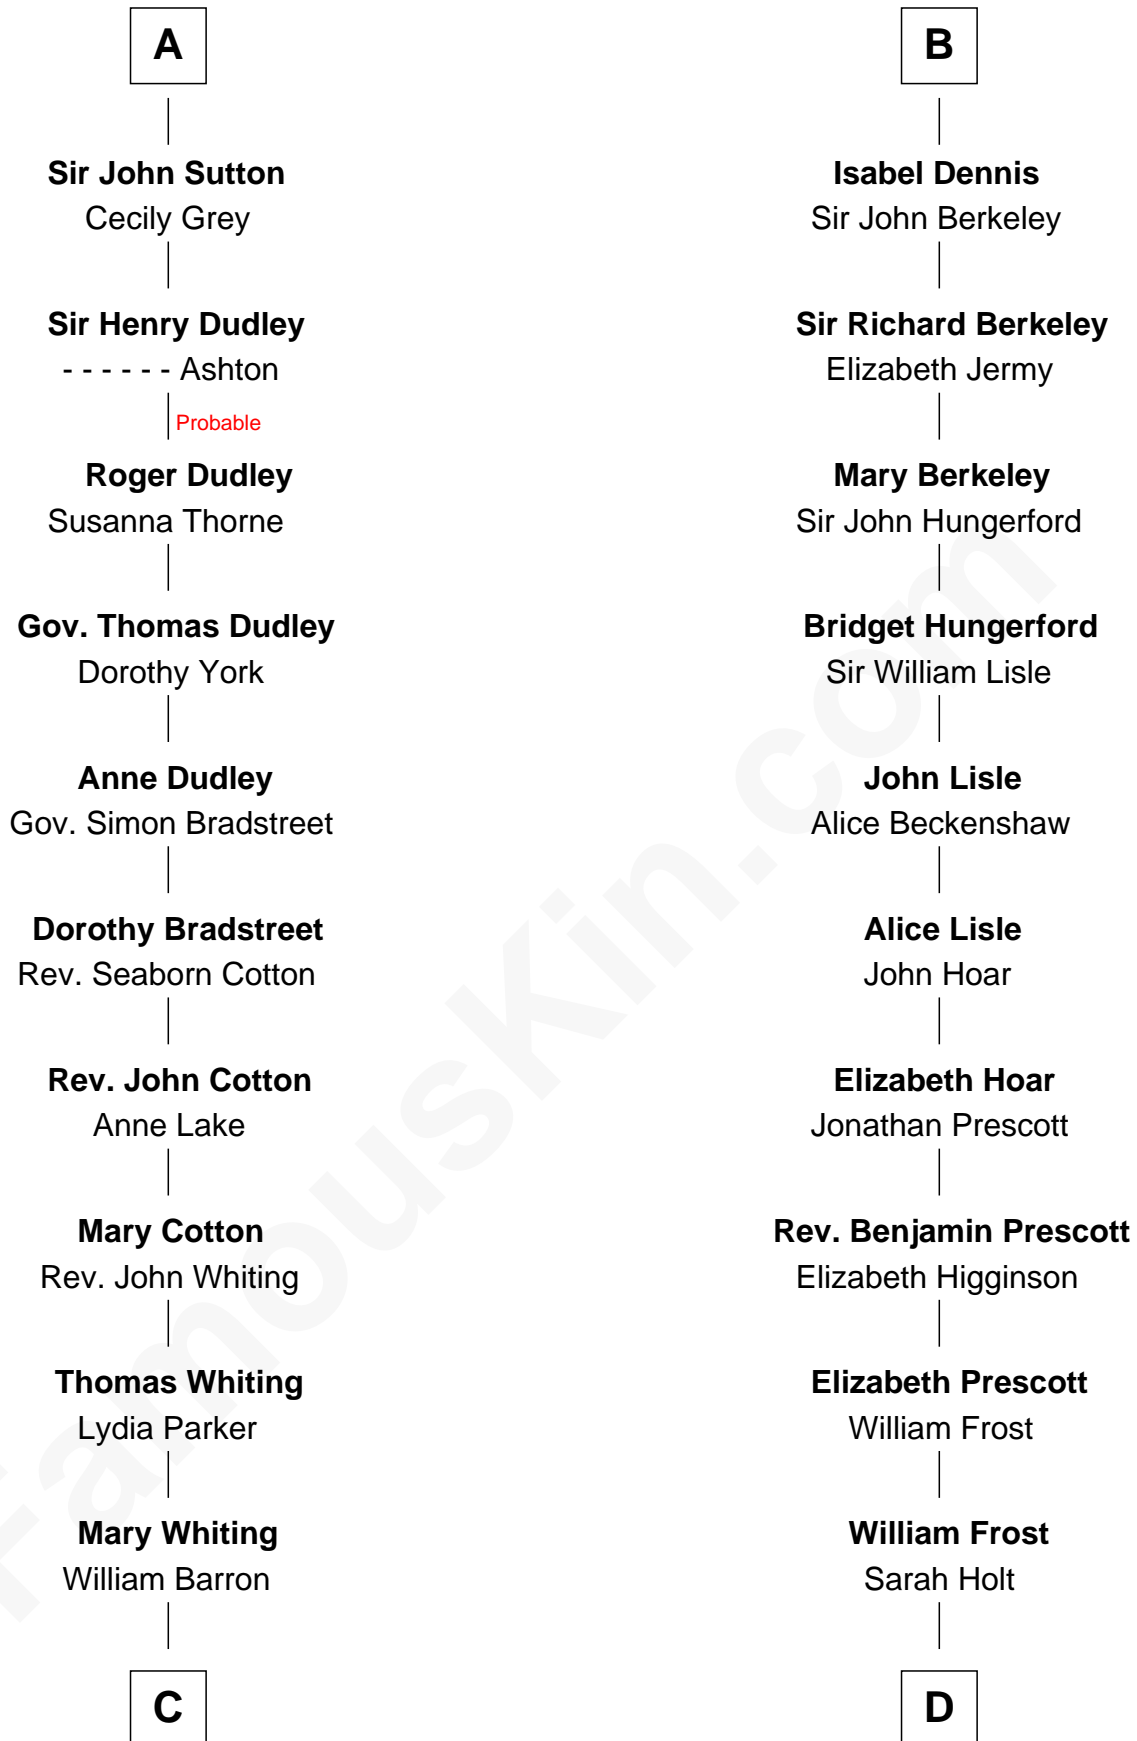 A
Sir John Sutton
Cecily Grey
Sir Henry Dudley
- - - - - - Ashton
Probable
Roger Dudley
Susanna Thorne
Gov. Thomas Dudley
Dorothy York
Anne Dudley
Gov. Simon Bradstreet
Dorothy Bradstreet
Rev. Seaborn Cotton
Rev. John Cotton
Anne Lake
Mary Cotton
Rev. John Whiting
Thomas Whiting
Lydia Parker
Mary Whiting
William Barron
C
B
Isabel Dennis
Sir John Berkeley
Sir Richard Berkeley
Elizabeth Jermy
Mary Berkeley
Sir John Hungerford
Bridget Hungerford
Sir William Lisle
John Lisle
Alice Beckenshaw
Alice Lisle
John Hoar
Elizabeth Hoar
Jonathan Prescott
Rev. Benjamin Prescott
Elizabeth Higginson
Elizabeth Prescott
William Frost
William Frost
Sarah Holt
D
FamousKin.com